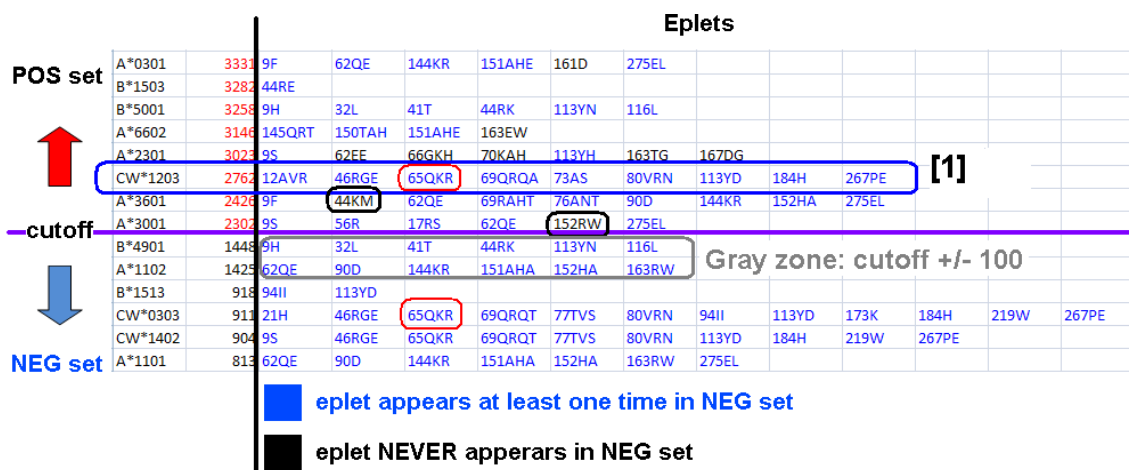 Eplets
POS set
A*0301 3331 9F 62QE 144KR 151AHE 161D 275EL
B*1503 3282 44RE
B*5001 3258 9H 32L 41T 44RK 113YN 116L
A*6602 3146 145QRT 150TAH 151AHE 163EW
A*2301 3023 9S 62EE 66GKH 70KAH 113YH 163TG 167DG
CW*1203 2762 12AVR 46RGE 65QKR 69QRQA 73AS 80VRN 113YD 184H 267PE [1]
A*3601 2426 9F 44KM 62QE 69RAHT 76ANT 90D 144KR 152HA 275EL
A*3001 2302 9S 56R 17RS 62QE 152RW 275EL
cutoff
B*4901 1448 9H 32L 41T 44RK 113YN 116L
Gray zone: cutoff +/- 100
A*1102 1425 62QE 90D 144KR 151AHA 152HA 163RW
B*1513 918 94II 113YD
CW*0303 911 21H 46RGE 65QKR 69QRQT 77TVS 80VRN 94II 113YD 173K 184H 219W 267PE
CW*1402 904 9S 46RGE 65QKR 69QRQT 77TVS 80VRN 113YD 184H 219W 267PE
NEG set
A*1101 813 62QE 90D 144KR 151AHA 152HA 163RW 275EL
eplet appears at least one time in NEG set
eplet NEVER apperars in NEG set